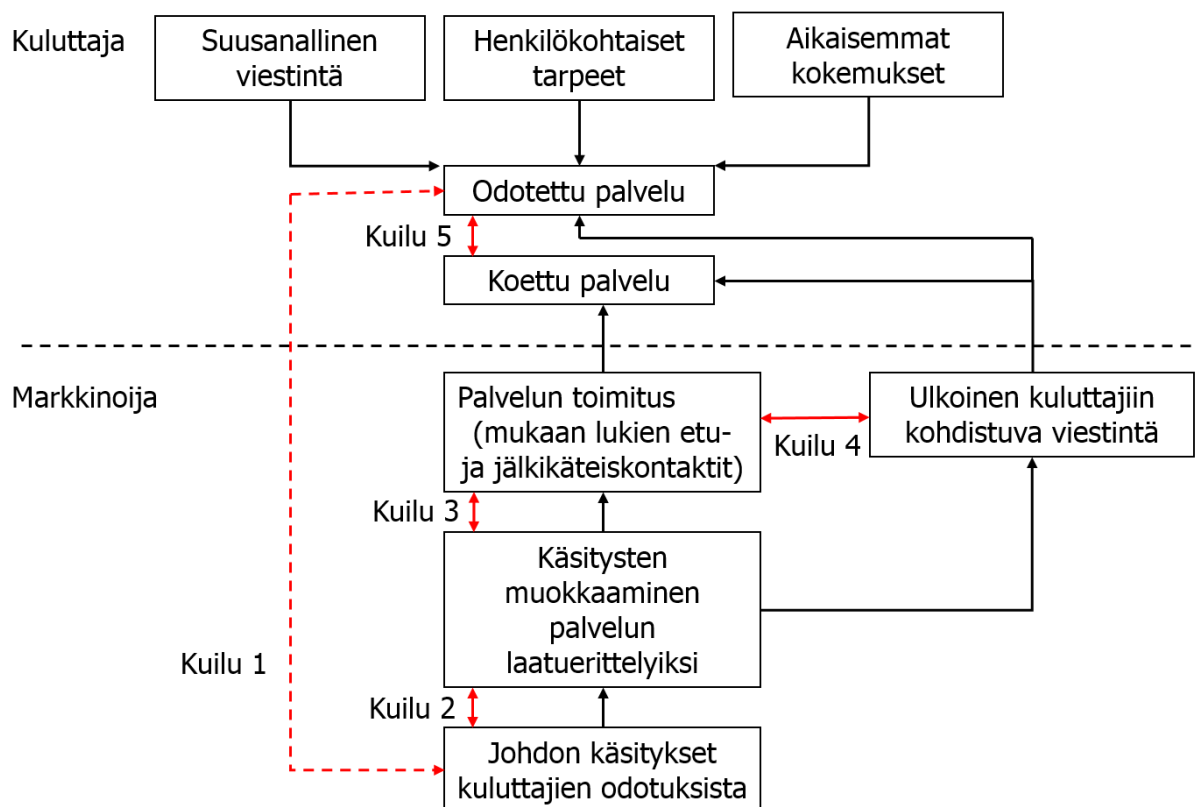 Kuluttaja
Suusanallinen
viestintä
Henkilökohtaiset
tarpeet
Aikaisemmat
kokemukset
Odotettu palvelu
Kuilu 5
Koettu palvelu
Markkinoija
Palvelun toimitus
(mukaan lukien etu-
ja jälkikäteiskontaktit)
Kuilu 4
Ulkoinen kuluttajiin
kohdistuva viestintä
Kuilu 3
Käsitysten
muokkaaminen
palvelun
laatuerittelyiksi
Kuilu 1
Kuilu 2
Johdon käsitykset
kuluttajien odotuksista